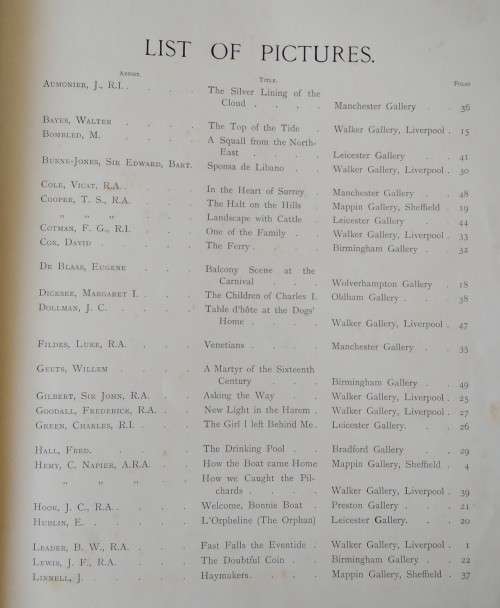 LIST OF PICTURES.
Artist. Title. Folio
Aumonier, J., R.I. . . . . The Silver Lining of the
Cloud . . . . Manchester Gallery . . 36
Bayes, Walter . . . . The Top of the Tide . Walker Gallery, Liverpool . 15
Bombled, M. . . . . A Squall from the North-
East . . . . Leicester Gallery . . 41
Burne-Jones, Sir Edward, Bart. Sponsa de Libano . . Walker Gallery, Liverpool . 30
Cole, Vicat, R.A. . . . . In the Heart of Surrey . Manchester Gallery . . 48
Cooper, T. S., R.A. . . . The Halt on the Hills . Mappin Gallery, Sheffield . 19
„ „ „ . . . Landscape with Cattle . Leicester Gallery . . 44
Cotman, F. G., R.I. . . . One of the Family . . Walker Gallery, Liverpool . 33
Cox, David . . . . The Ferry . . . . Birmingham Gallery . . 32
De Blaas, Eugene . . . Balcony Scene at the
Carnival . . . Wolverhampton Gallery . 18
Dicksee, Margaret I. . . . The Children of Charles I. Oldham Gallery . . . 38
Dollman, J. C. . . . Table d'hôte at the Dogs'
Home . . . . Walker Gallery, Liverpool . 47
Fildes, Luke, R.A. . . . Venetians . . . . Manchester Gallery . . 35
Geets, Willem . . . A Martyr of the Sixteenth
Century . . . Birmingham Gallery . . 49
Gilbert, Sir John, R.A. . . Asking the Way . . Walker Gallery, Liverpool . 25
Goodall, Frederick, R.A. . . New Light in the Harem . Walker Gallery, Liverpool . 27
Green, Charles, R.I. . . . The Girl I left Behind Me . Leicester Gallery. . . 26
Hall, Fred. . . . . The Drinking Pool . . Bradford Gallery . . 29
Hemy, C. Napier, A.R.A. . . How the Boat came Home Mappin Gallery, Sheffield . 4
„ „ „ . . How we Caught the Pil-
chards . . . . Walker Gallery, Liverpool . 39
Hook, J. C., R.A. . . . Welcome, Bonnie Boat . Preston Gallery . . . 21
Hublin, E. . . . . L'Orpheline (The Orphan) Leicester Gallery. . . 20
Leader, B. W., R.A. . . . Fast Falls the Eventide . Walker Gallery, Liverpool . 1
Lewis, J. F., R.A. . . . The Doubtful Coin . . Birmingham Gallery . . 22
Linnell, J. . . . . Haymakers. . . . Mappin Gallery, Sheffield . 37